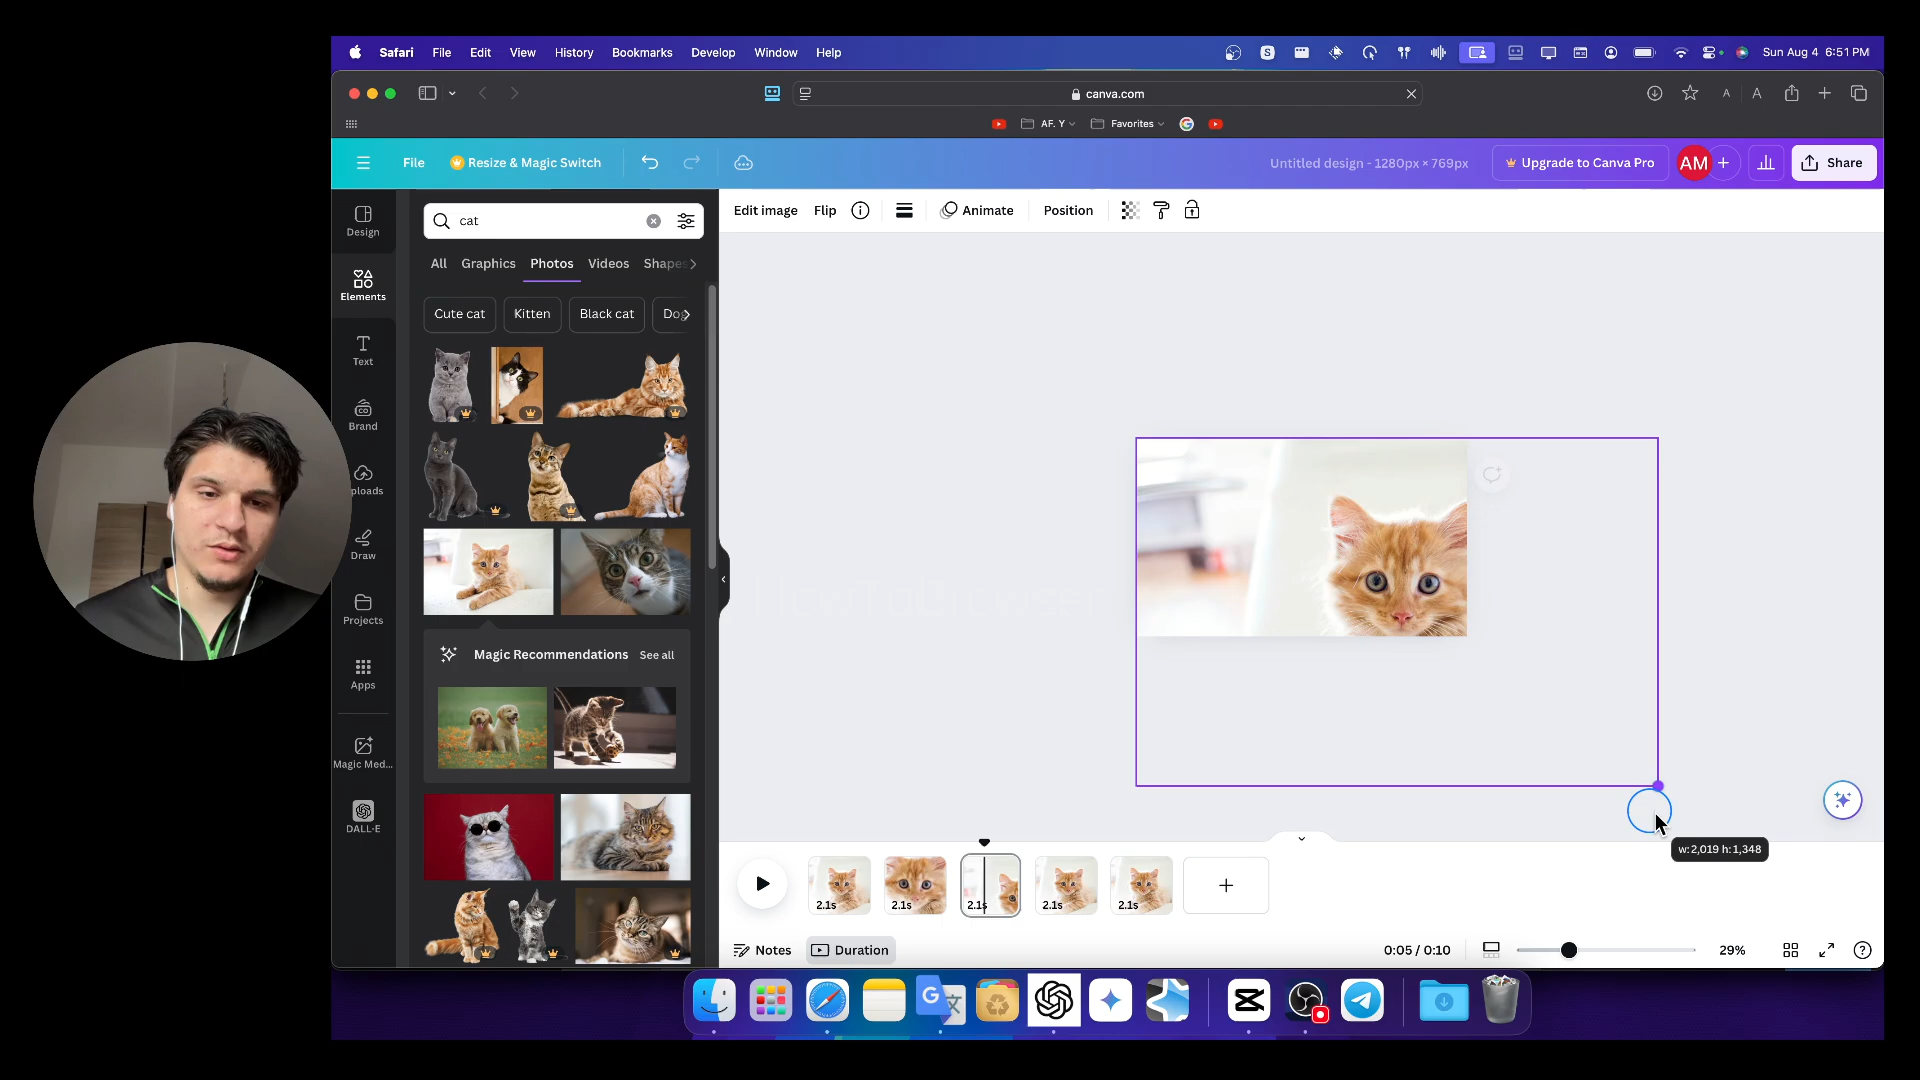 Safari File Edit View History Bookmarks Develop Window Help
S
Sun Aug 4 6:51 PM
canva.com
A A
AF. Y Favorites G
File Resize & Magic Switch
Untitled design - 1280px × 769px
Upgrade to Canva Pro
AM + Share
Design
Elements
Text
Brand
ploads
Draw
Projects
Apps
Magic Med...
DALL·E
cat
All Graphics Photos Videos Shapes
Cute cat Kitten Black cat Dog
Magic Recommendations See all
Edit image Flip Animate Position
w:2,019 h:1,348
2.1s 2.1s 2.1s 2.1s 2.1s
Notes Duration
0:05 / 0:10
29%